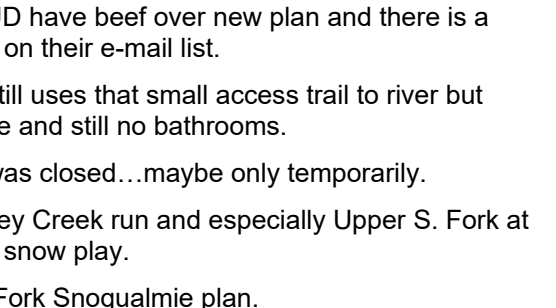 have beef over new plan and there is a
on their e-mail list.
uses that small access trail to river but
and still no bathrooms.
was closed…maybe only temporarily.
Creek run and especially Upper S. Fork at
snow play.
Fork Snoqualmie plan.